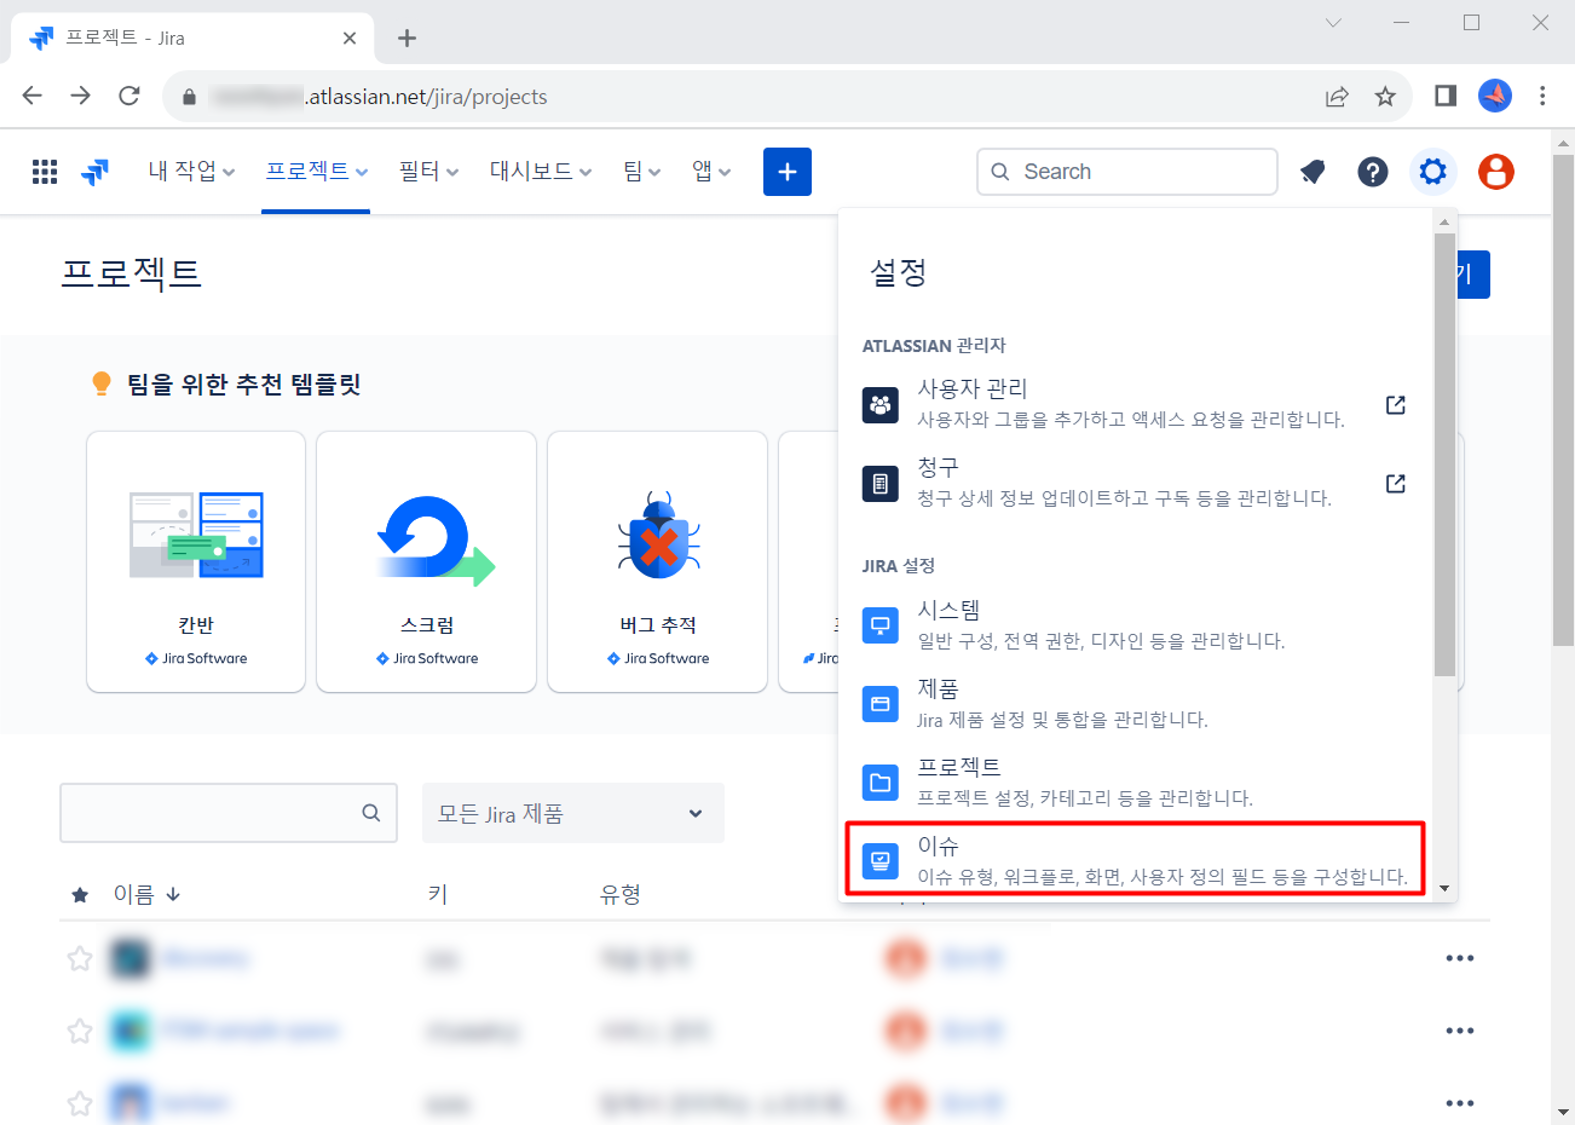 프로젝트 - Jira
.atlassian.net/jira/projects
내 작업 프로젝트 필터 대시보드 팀 앱 Search
프로젝트
기
설정
ATLASSIAN 관리자
사용자 관리
사용자와 그룹을 추가하고 액세스 요청을 관리합니다.
청구
청구 상세 정보 업데이트하고 구독 등을 관리합니다.
JIRA 설정
시스템
일반 구성, 전역 권한, 디자인 등을 관리합니다.
제품
Jira 제품 설정 및 통합을 관리합니다.
프로젝트
프로젝트 설정, 카테고리 등을 관리합니다.
이슈
이슈 유형, 워크플로, 화면, 사용자 정의 필드 등을 구성합니다.
팀을 위한 추천 템플릿
칸반
Jira Software
스크럼
Jira Software
버그 추적
Jira Software
Jira
모든 Jira 제품
이름 키 유형